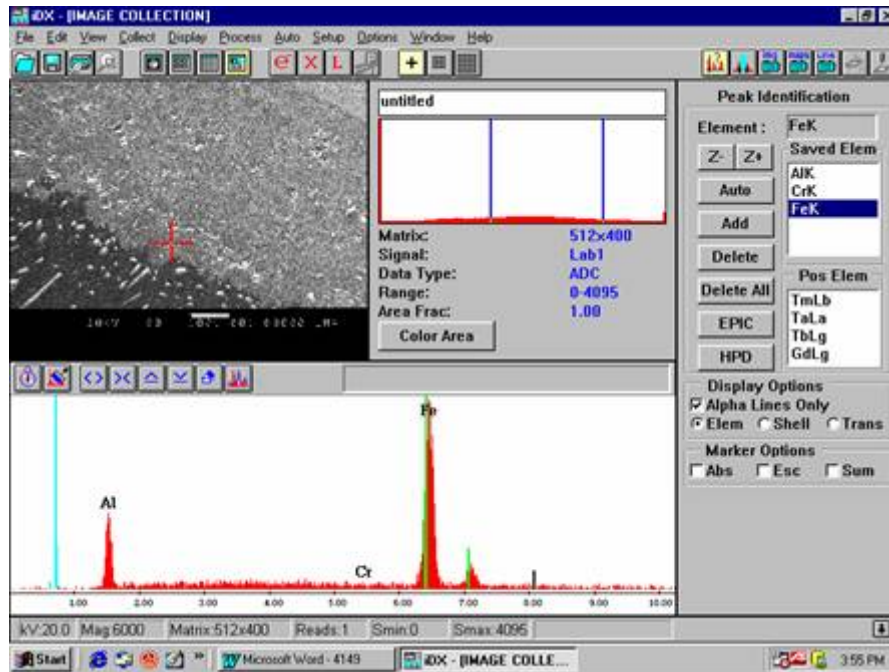 iDX - [IMAGE COLLECTION]
File Edit View Collect Display Process Auto Setup Options Window Help
untitled
Matrix: 512x400
Signal: Lab1
Data Type: ADC
Range: 0-4095
Area Frac: 1.00
Color Area
Peak Identification
Element : FeK
Z- Z+
Saved Elem
AlK
CrK
FeK
Auto
Add
Delete
Delete All
EPIC
HPD
Pos Elem
TmLb
TaLa
TbLg
GdLg
Display Options
Alpha Lines Only
Elem Shell Trans
Marker Options
Abs Esc Sum
Al
Cr
Fe
1.00 2.00 3.00 4.00 5.00 6.00 7.00 8.00 9.00 10.00
kV:20.0 Mag:6000 Matrix:512x400 Reads:1 Smin:0 Smax:4095
Start Microsoft Word - 4149 iDX - [IMAGE COLLE... 3:55 PM